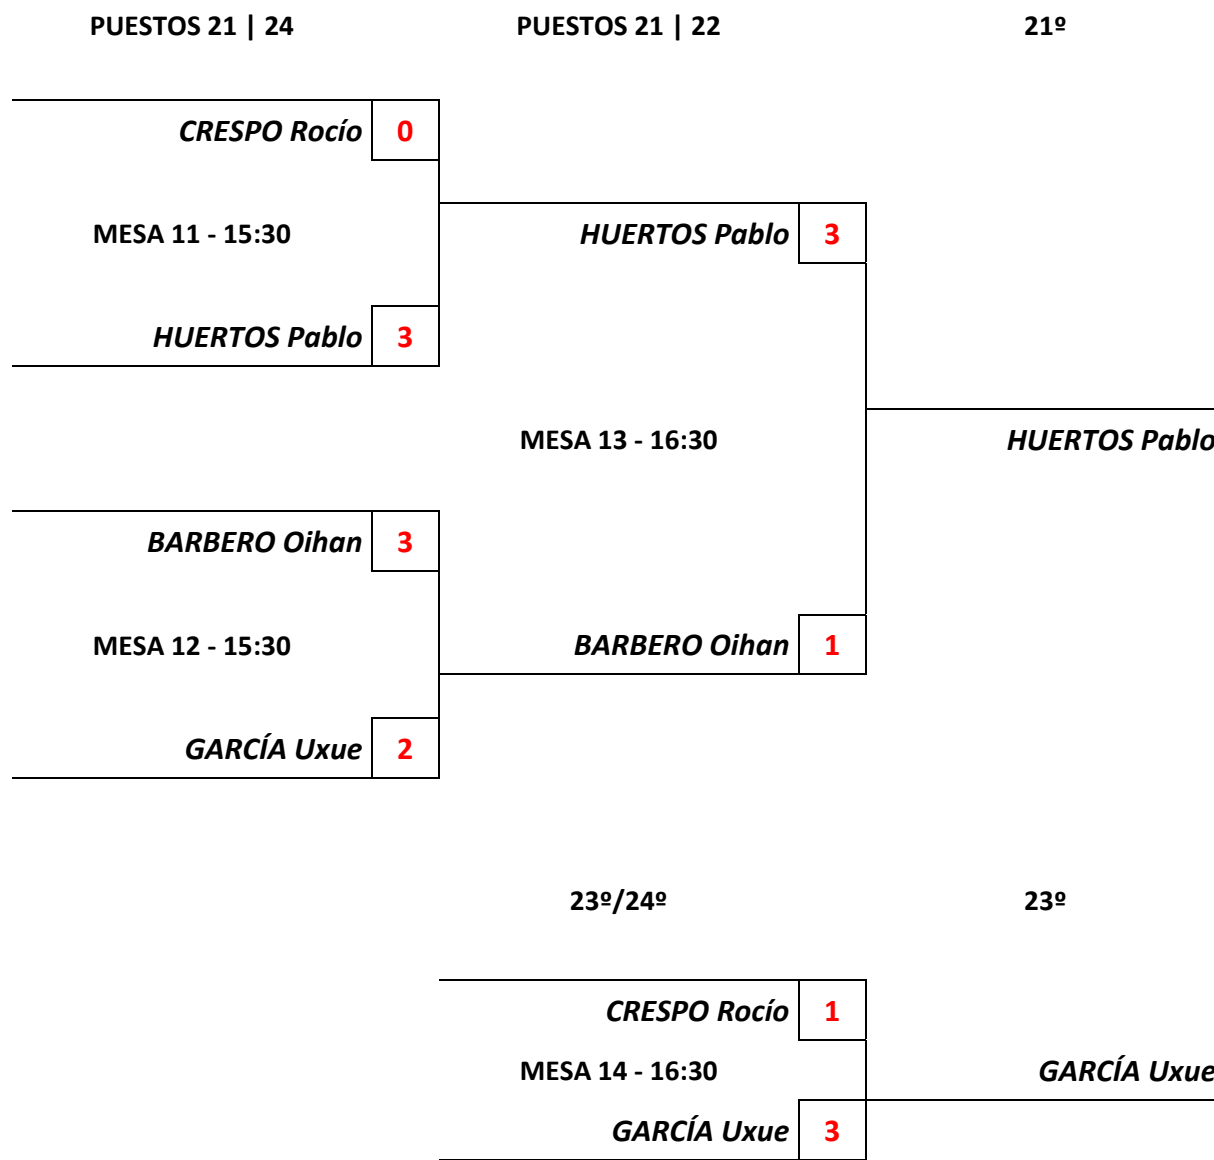 PUESTOS 21 | 24 PUESTOS 21 | 22 21º
CRESPO Rocío 0
MESA 11 - 15:30 HUERTOS Pablo 3
HUERTOS Pablo 3
MESA 13 - 16:30 HUERTOS Pablo
BARBERO Oihan 3
MESA 12 - 15:30 BARBERO Oihan 1
GARCÍA Uxue 2
23º/24º 23º
CRESPO Rocío 1
MESA 14 - 16:30 GARCÍA Uxue
GARCÍA Uxue 3